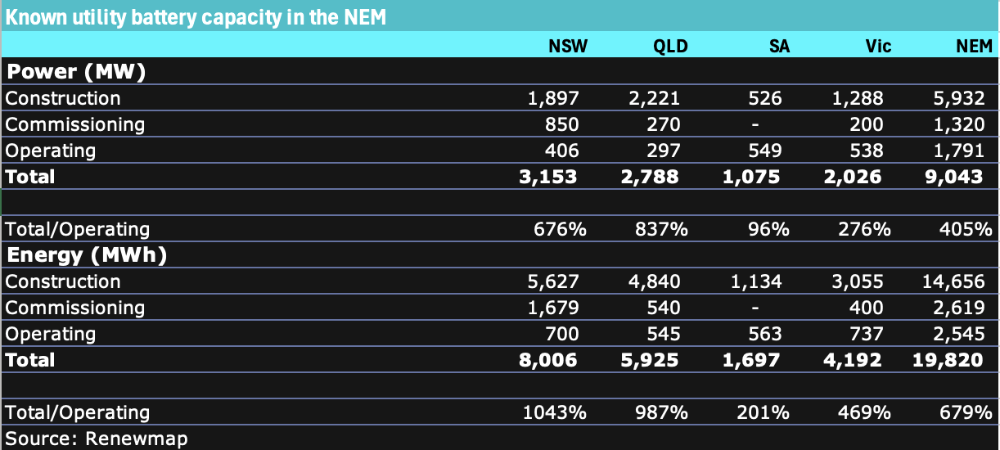 Known utility battery capacity in the NEM
NSW QLD SA Vic NEM
Power (MW)
Construction 1,897 2,221 526 1,288 5,932
Commissioning 850 270 - 200 1,320
Operating 406 297 549 538 1,791
Total 3,153 2,788 1,075 2,026 9,043
Total/Operating 676% 837% 96% 276% 405%
Energy (MWh)
Construction 5,627 4,840 1,134 3,055 14,656
Commissioning 1,679 540 - 400 2,619
Operating 700 545 563 737 2,545
Total 8,006 5,925 1,697 4,192 19,820
Total/Operating 1043% 987% 201% 469% 679%
Source: Renewmap